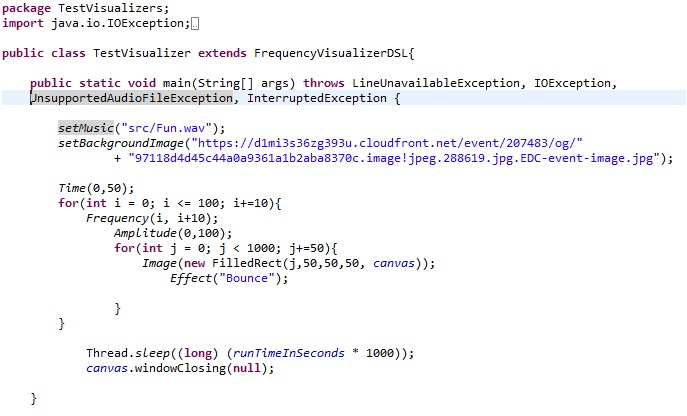 package TestVisualizers;
import java.io.IOException;

public class TestVisualizer extends FrequencyVisualizerDSL{

    public static void main(String[] args) throws LineUnavailableException, IOException,
    UnsupportedAudioFileException, InterruptedException {

        setMusic("src/Fun.wav");
        setBackgroundImage("https://d1mi3s36zg393u.cloudfront.net/event/207483/og/"
                + "97118d4d45c44a0a9361a1b2aba8370c.image!jpeg.288619.jpg.EDC-event-image.jpg");

        Time(0,50);
        for(int i = 0; i <= 100; i+=10){
            Frequency(i, i+10);
                Amplitude(0,100);
                for(int j = 0; j < 1000; j+=50){
                    Image(new FilledRect(j,50,50,50, canvas));
                        Effect("Bounce");

                }
        }

            Thread.sleep((long) (runTimeInSeconds * 1000));
            canvas.windowClosing(null);

    }